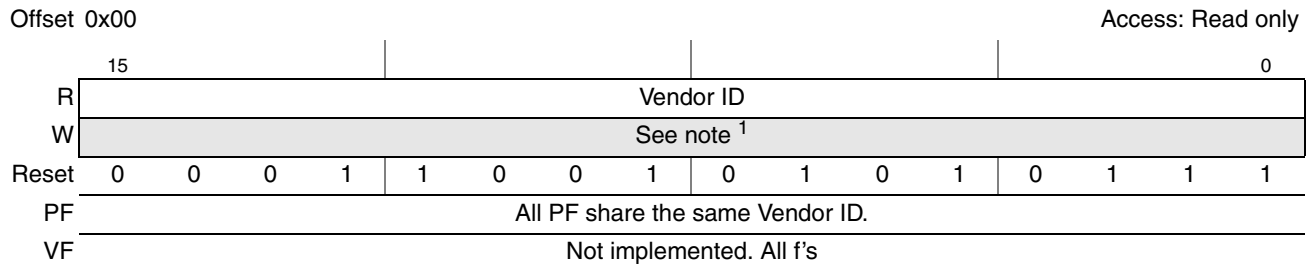 Offset 0x00 Access: Read only
15 0
R Vendor ID
W See note 1
Reset 0 0 0 1 1 0 0 1 0 1 0 1 0 1 1 1
PF All PF share the same Vendor ID.
VF Not implemented. All f's